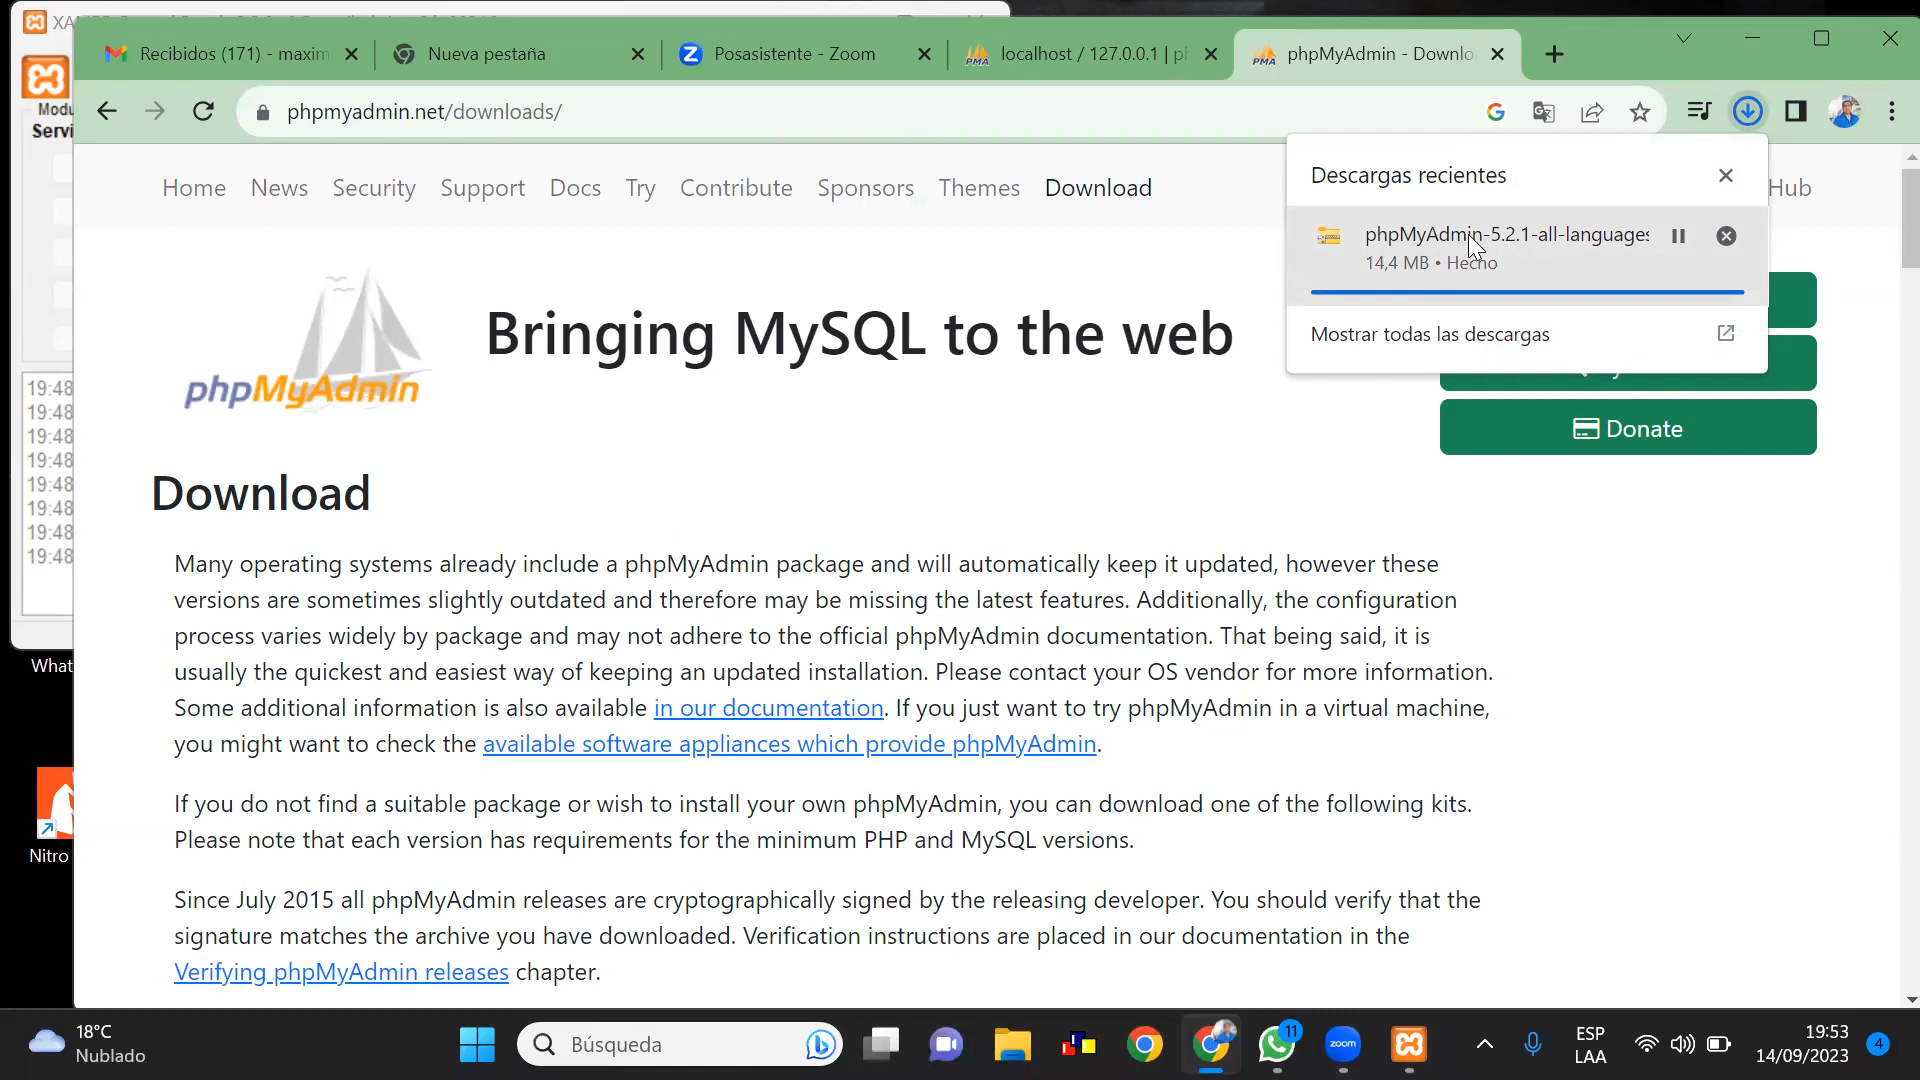 Recibidos (171) - maxim
Nueva pestaña
Posasistente - Zoom
localhost / 127.0.0.1 | ph
PMA
phpMyAdmin - Downlo
PMA
phpmyadmin.net/downloads/
Modu
Servi
Home News Security Support Docs Try Contribute Sponsors Themes Download
Hub
Descargas recientes
phpMyAdmin-5.2.1-all-languages
14,4 MB • Hecho
Mostrar todas las descargas
phpMyAdmin
Bringing MySQL to the web
Donate
19:48
19:48
19:48
19:48
19:48
19:48
19:48
19:48
Download
Many operating systems already include a phpMyAdmin package and will automatically keep it updated, however these
versions are sometimes slightly outdated and therefore may be missing the latest features. Additionally, the configuration
process varies widely by package and may not adhere to the official phpMyAdmin documentation. That being said, it is
usually the quickest and easiest way of keeping an updated installation. Please contact your OS vendor for more information.
Some additional information is also available in our documentation. If you just want to try phpMyAdmin in a virtual machine,
you might want to check the available software appliances which provide phpMyAdmin.
If you do not find a suitable package or wish to install your own phpMyAdmin, you can download one of the following kits.
Please note that each version has requirements for the minimum PHP and MySQL versions.
Since July 2015 all phpMyAdmin releases are cryptographically signed by the releasing developer. You should verify that the
signature matches the archive you have downloaded. Verification instructions are placed in our documentation in the
Verifying phpMyAdmin releases chapter.
What
Nitro
18°C
Nublado
Búsqueda
11
zoom
ESP
LAA
19:53
14/09/2023
4